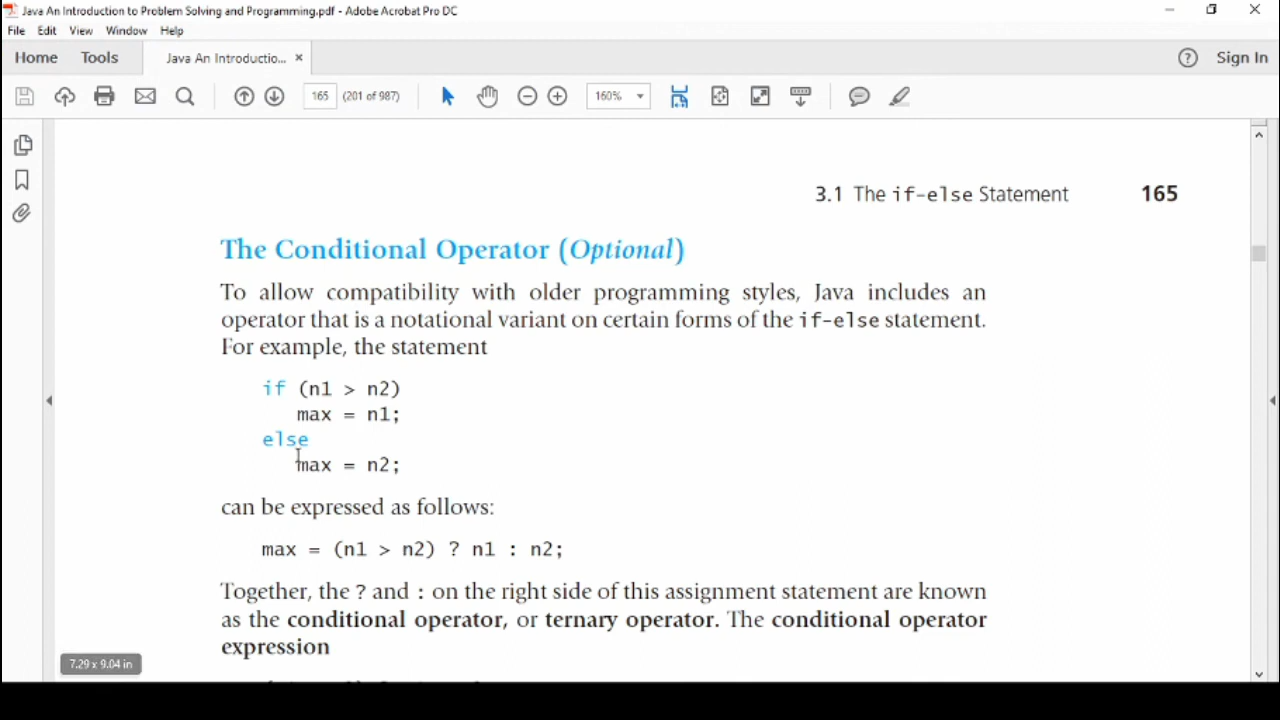 Java An Introduction to Problem Solving and Programming.pdf - Adobe Acrobat Pro DC
File Edit View Window Help
Home Tools Java An Introductio... × ? Sign In
165 (201 of 987) 160%
3.1 The if-else Statement 165
The Conditional Operator (Optional)
To allow compatibility with older programming styles, Java includes an
operator that is a notational variant on certain forms of the if-else statement.
For example, the statement
if (n1 > n2)
max = n1;
else
max = n2;
can be expressed as follows:
max = (n1 > n2) ? n1 : n2;
Together, the ? and : on the right side of this assignment statement are known
as the conditional operator, or ternary operator. The conditional operator
expression
7.29 x 9.04 in